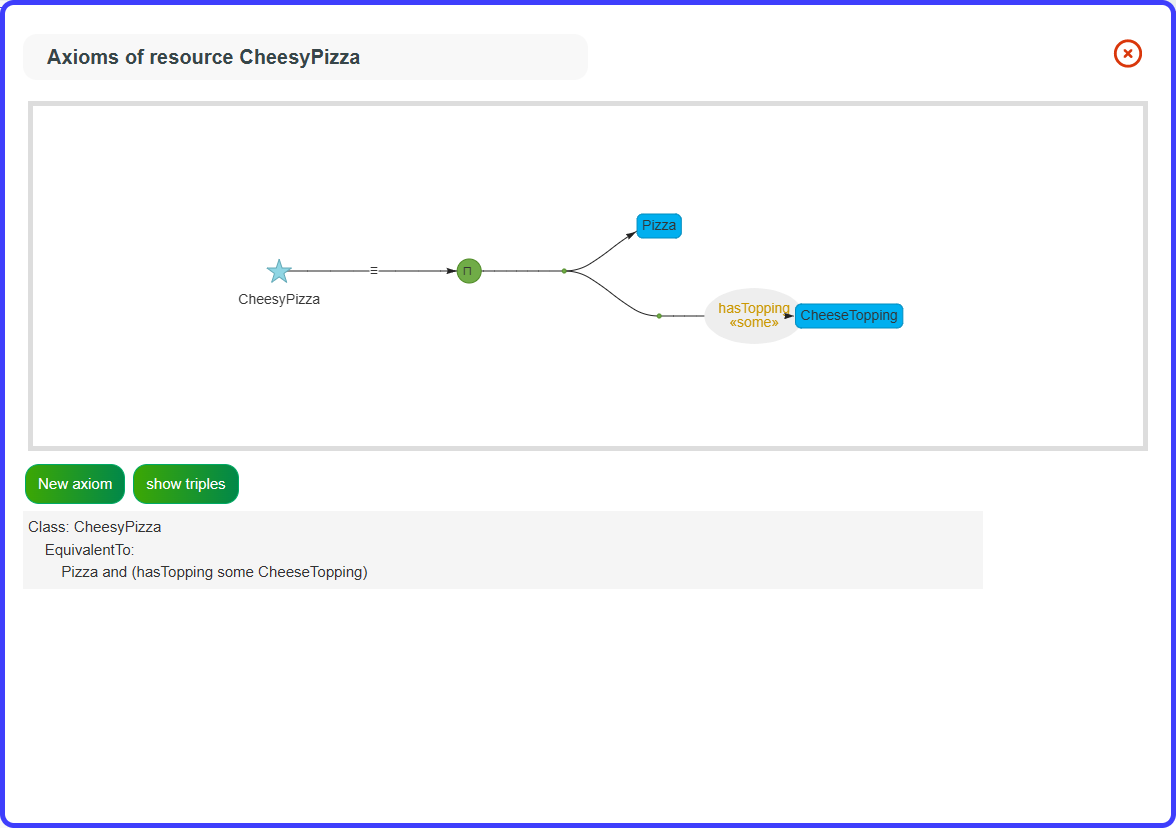 Axioms of resource CheesyPizza
Pizza
≡
⊓
CheesyPizza
hasTopping
«some»
CheeseTopping
New axiom
show triples
Class: CheesyPizza
EquivalentTo:
Pizza and (hasTopping some CheeseTopping)